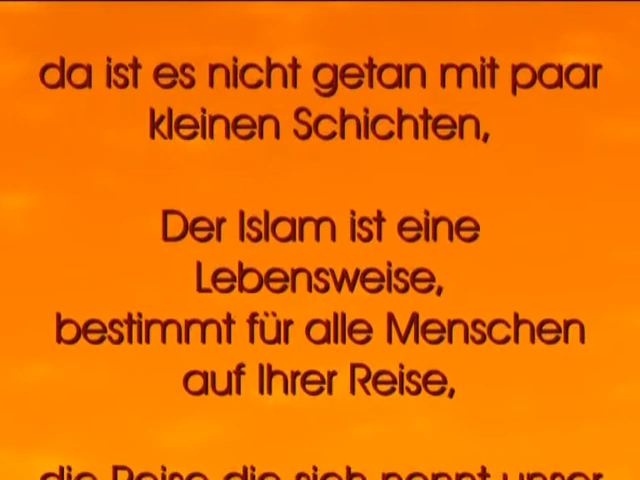 da ist es nicht getan mit paar
kleinen Schichten,
Der Islam ist eine
Lebensweise,
bestimmt für alle Menschen
auf Ihrer Reise,
die Reise die sich nennt unser